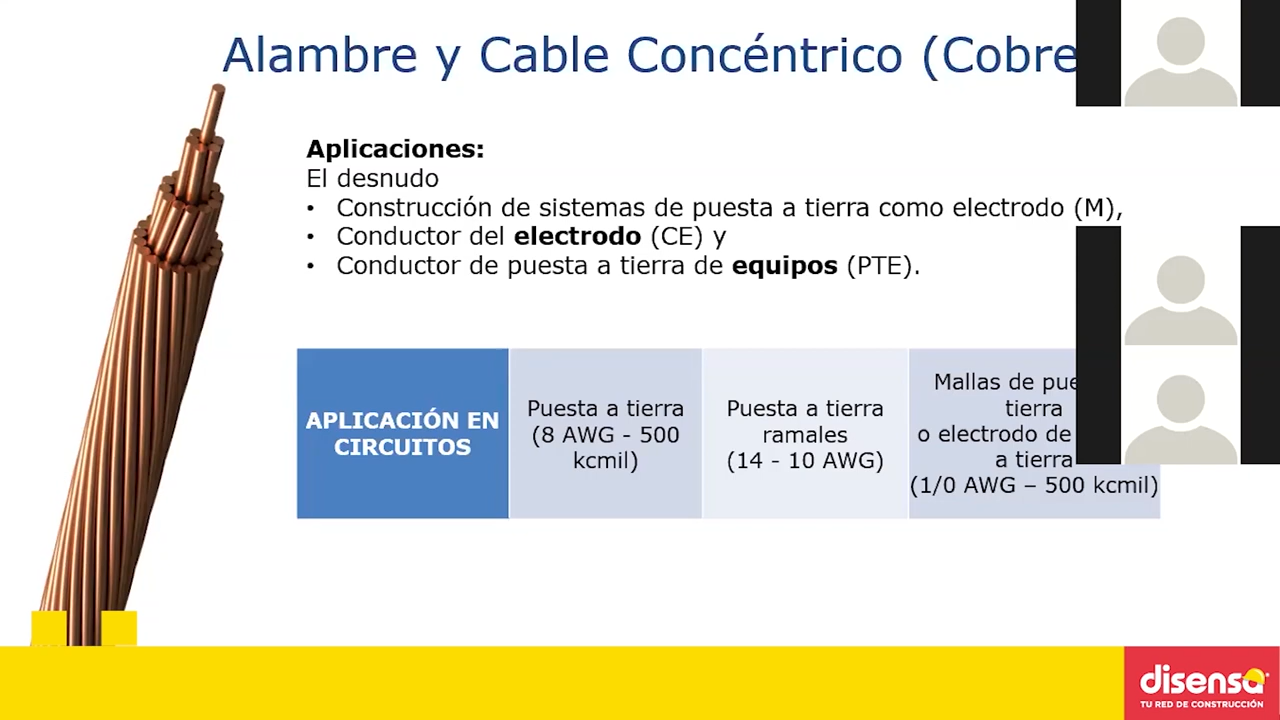 Alambre y Cable Concéntrico (Cobre
Aplicaciones:
El desnudo
• Construcción de sistemas de puesta a tierra como electrodo (M),
• Conductor del electrodo (CE) y
• Conductor de puesta a tierra de equipos (PTE).
APLICACIÓN EN
CIRCUITOS
Puesta a tierra
(8 AWG - 500
kcmil)
Puesta a tierra
ramales
(14 - 10 AWG)
Mallas de
tierra
o electrodo de
a tierra
(1/0 AWG – 500 kcmil)
disensa
TU RED DE CONSTRUCCIÓN